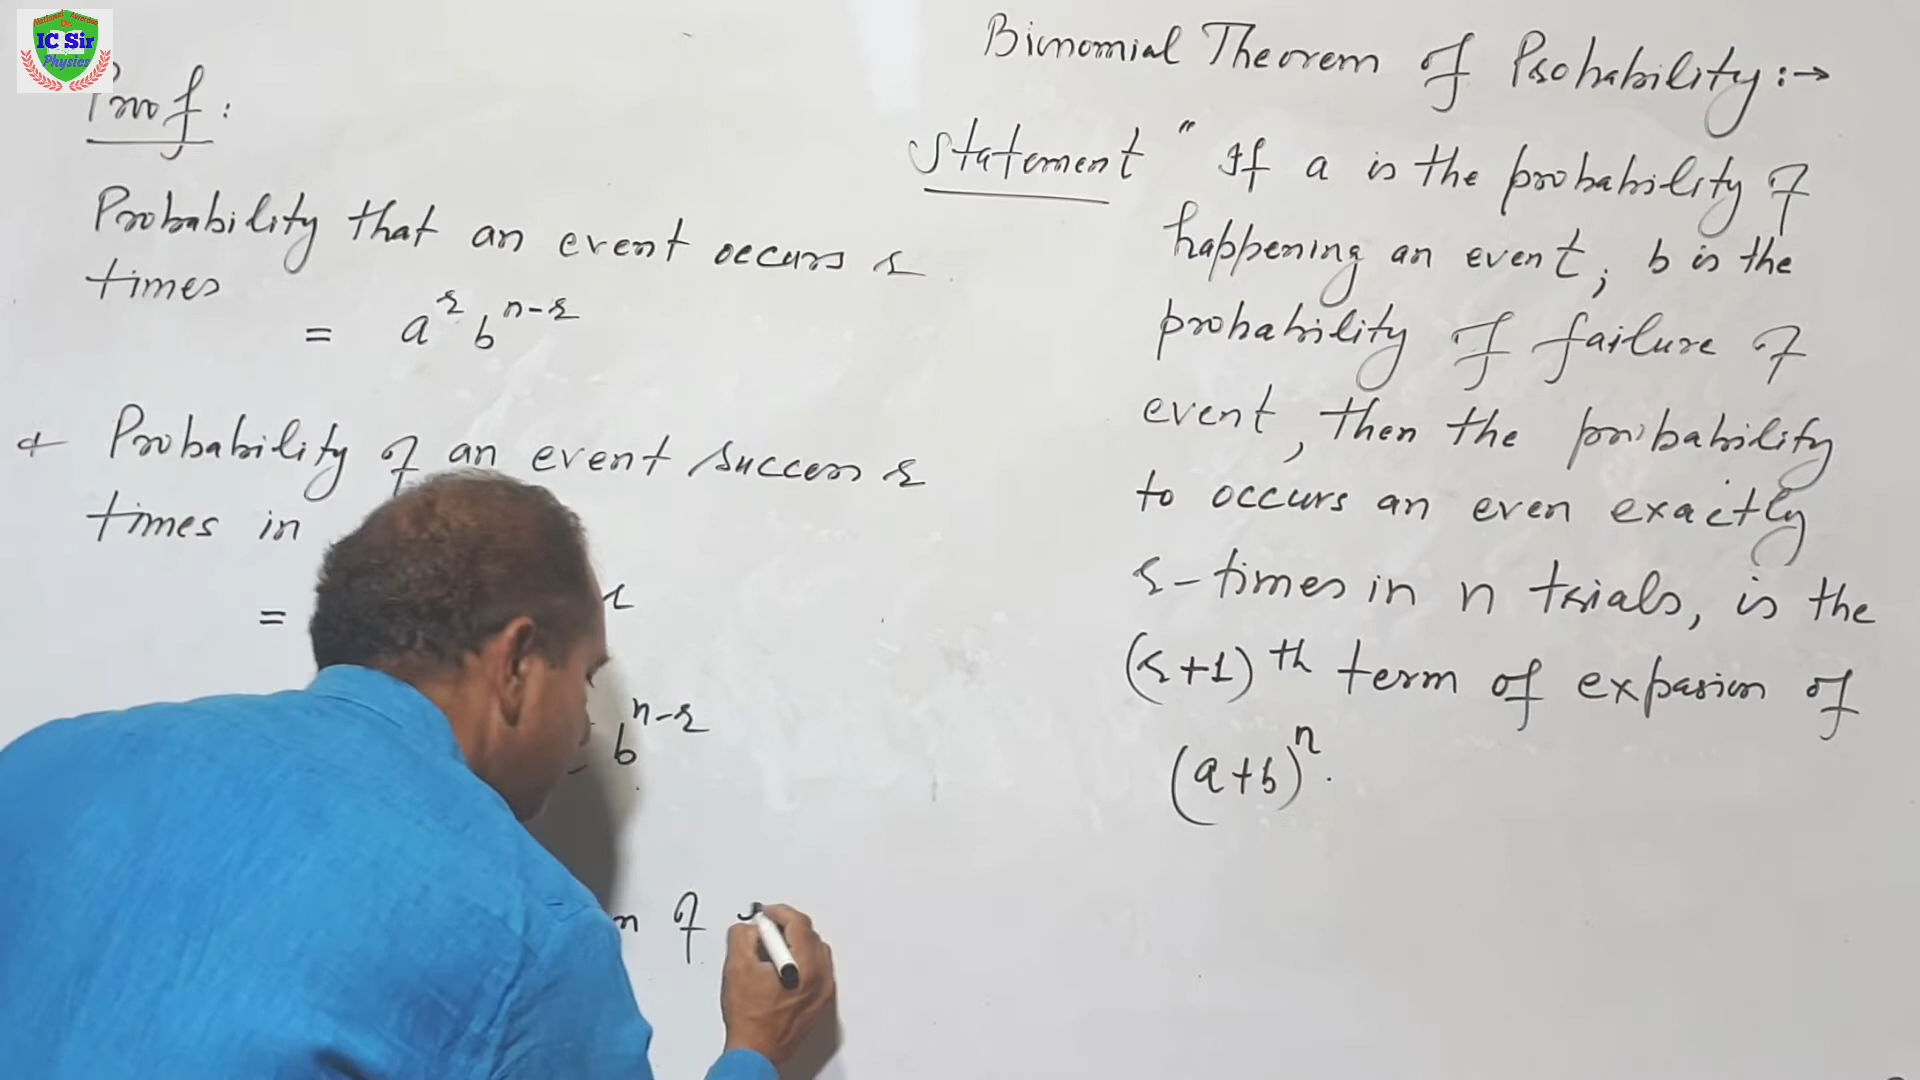 National Awardee
Dr.
IC Sir
Physics
Proof:
Probability that an event occurs r
times
= a^r b^(n-r)
+ Probability of an event success r
times in
=
b^(n-r)
n of
Binomial Theorem of Probability:→
Statement " If a is the probability of
happening an event, b is the
probability of failure of
event, then the probability
to occurs an even exactly
r-times in n trials, is the
(r+1)th term of expasion of
(a+b)^n.